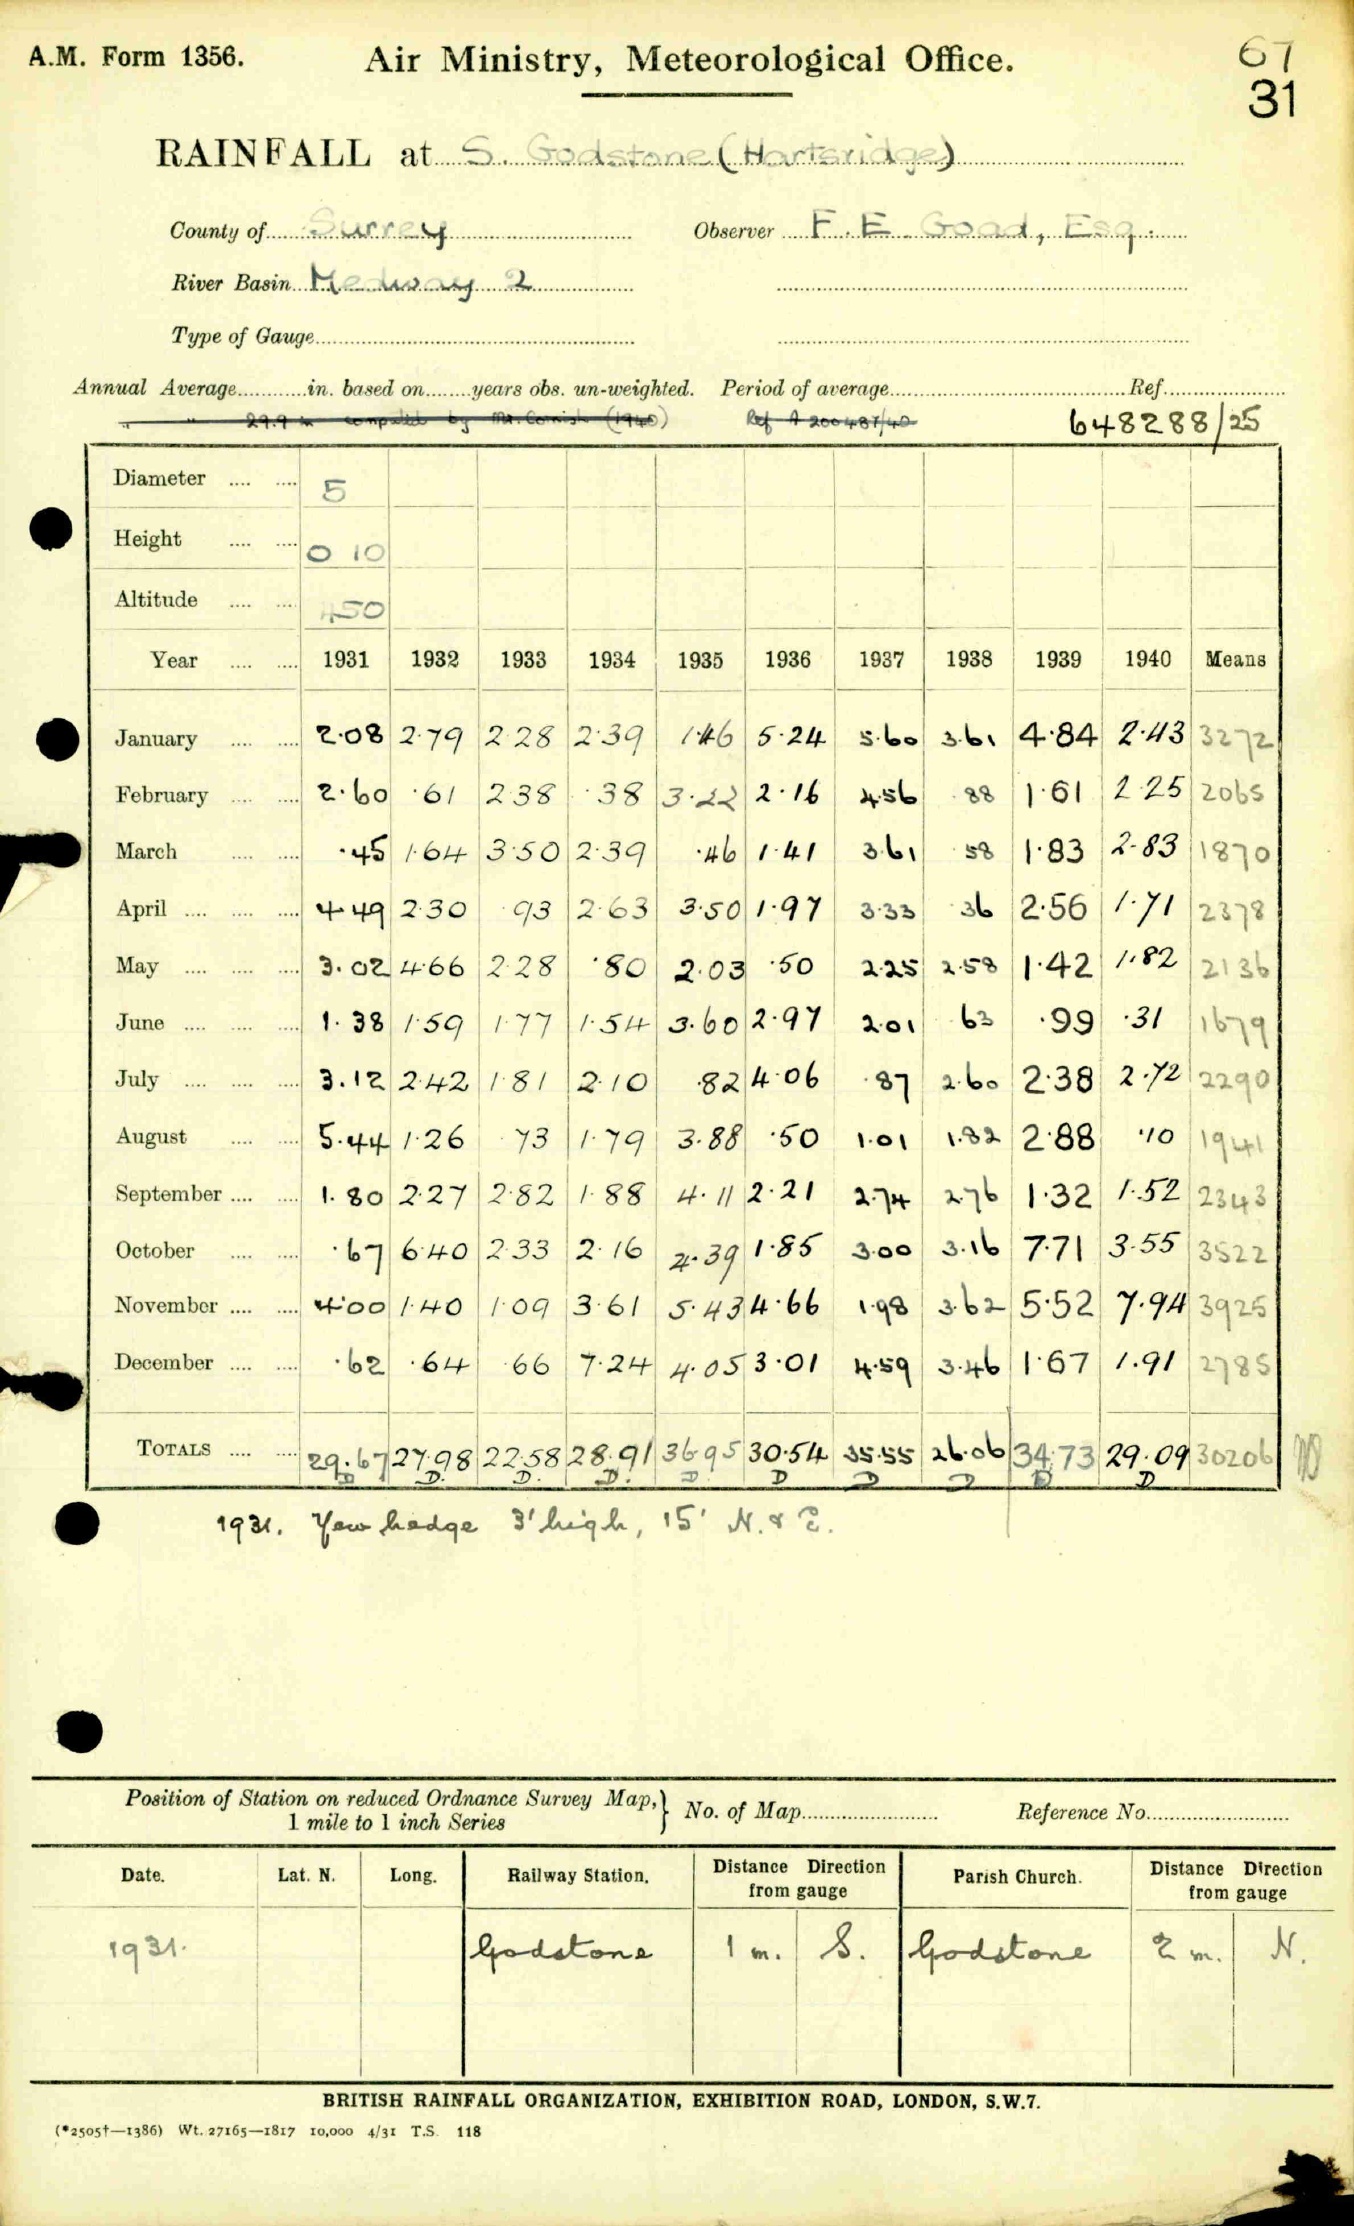 A.M. Form 1356.
Air Ministry, Meteorological Office.
67
31
RAINFALL at S. Godstone (Hartsridge)
County of Surrey Observer F. E. Goad, Esq.
River Basin Medway 2
Type of Gauge
Annual Average in. based on years obs. un-weighted. Period of average Ref.
" " 29.9 in compiled by Mr. Cornish (1940) Ref A 200487/40 648288/25
Diameter 5
Height 0 10
Altitude 450
Year 1931 1932 1933 1934 1935 1936 1937 1938 1939 1940 Means
January 2.08 2.79 2.28 2.39 1.46 5.24 5.60 3.61 4.84 2.43 3272
February 2.60 .61 2.38 .38 3.22 2.16 4.56 .88 1.61 2.25 2065
March .45 1.64 3.50 2.39 .46 1.41 3.61 .58 1.83 2.83 1870
April 4.49 2.30 .93 2.63 3.50 1.97 3.33 .36 2.56 1.71 2378
May 3.02 4.66 2.28 .80 2.03 .50 2.25 2.58 1.42 1.82 2136
June 1.38 1.59 1.77 1.54 3.60 2.97 2.01 .63 .99 .31 1679
July 3.12 2.42 1.81 2.10 .82 4.06 .87 2.60 2.38 2.72 2290
August 5.44 1.26 .73 1.79 3.88 .50 1.01 1.82 2.88 .10 1941
September 1.80 2.27 2.82 1.88 4.11 2.21 2.74 2.76 1.32 1.52 2343
October .67 6.40 2.33 2.16 4.39 1.85 3.00 3.16 7.71 3.55 3522
November 4.00 1.40 1.09 3.61 5.43 4.66 1.98 3.62 5.52 7.94 3925
December .62 .64 .66 7.24 4.05 3.01 4.59 3.46 1.67 1.91 2785
TOTALS 29.67 27.98 22.58 28.91 36.95 30.54 35.55 26.06 34.73 29.09 30206
D D. D. D. D. D D D D D
1931. Yew hedge 3' high, 15' N. & E.
Position of Station on reduced Ordnance Survey Map,} No. of Map Reference No.
1 mile to 1 inch Series
Date. Lat. N. Long. Railway Station. Distance Direction from gauge Parish Church. Distance Direction from gauge
1931. Godstone 1 m. S. Godstone 2 m. N.
BRITISH RAINFALL ORGANIZATION, EXHIBITION ROAD, LONDON, S.W.7.
(*2505†—1386) Wt. 27165—1817 10,000 4/31 T.S. 118